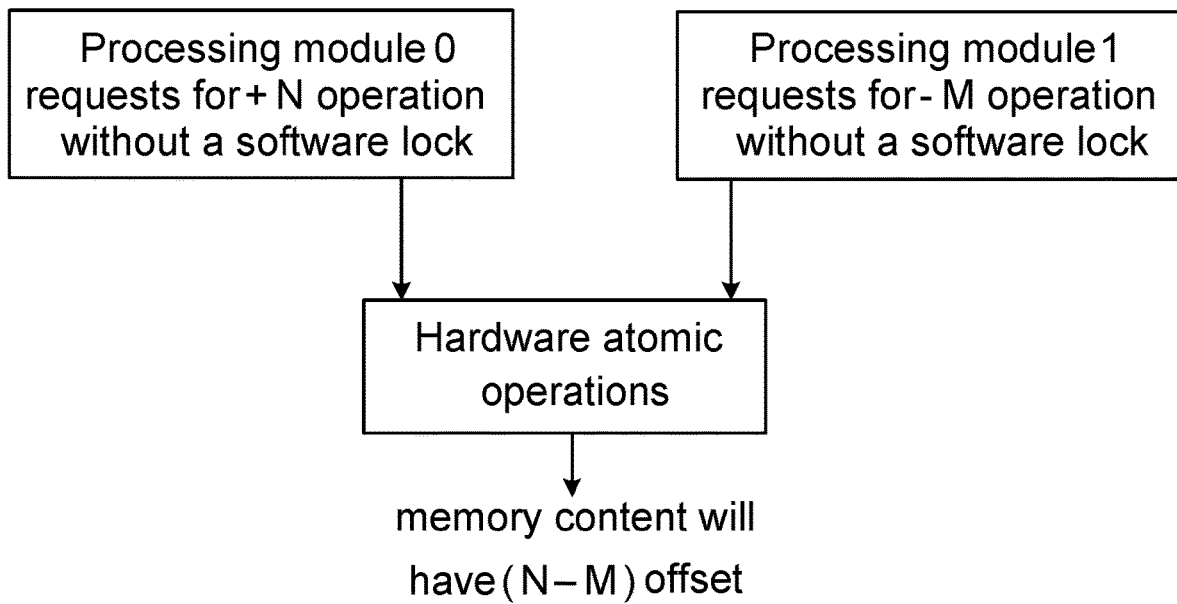 Processing module 0
requests for + N operation
without a software lock
Processing module 1
requests for - M operation
without a software lock
Hardware atomic
operations
memory content will
have (N – M) offset